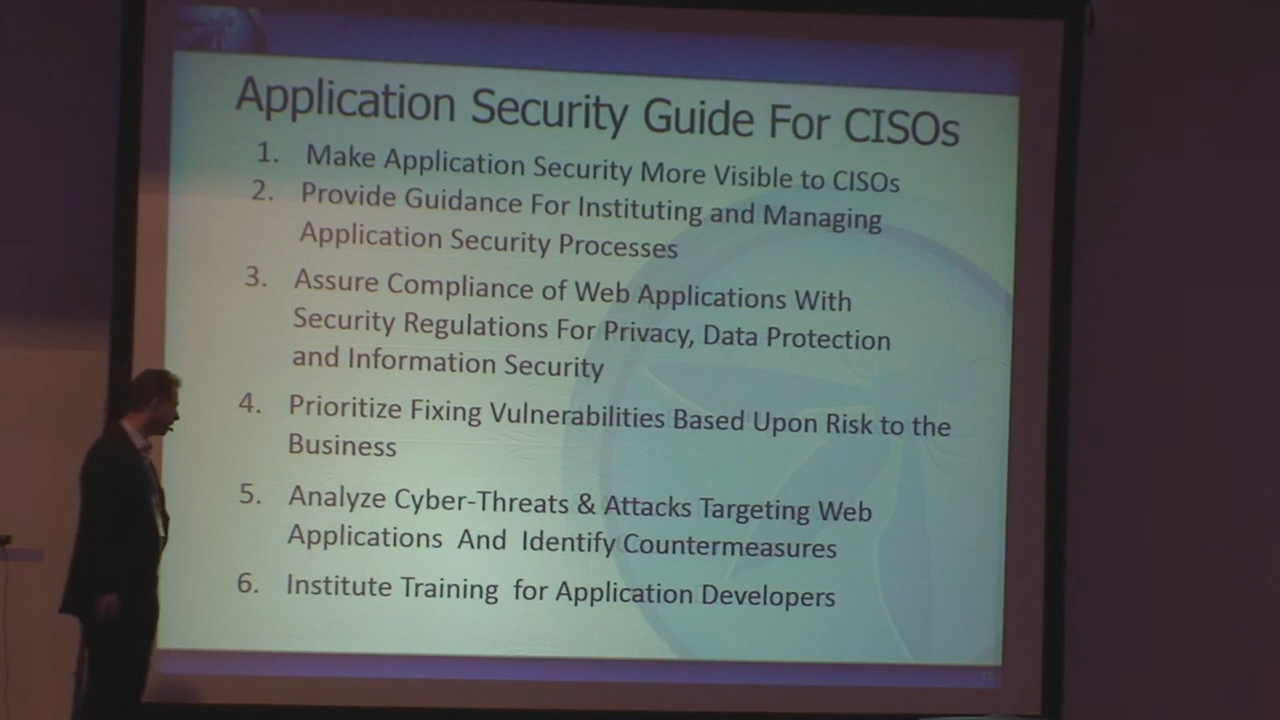 Application Security Guide For CISOs
1. Make Application Security More Visible to CISOs
2. Provide Guidance For Instituting and Managing
Application Security Processes
3. Assure Compliance of Web Applications With
Security Regulations For Privacy, Data Protection
and Information Security
4. Prioritize Fixing Vulnerabilities Based Upon Risk to the
Business
5. Analyze Cyber-Threats & Attacks Targeting Web
Applications And Identify Countermeasures
6. Institute Training for Application Developers